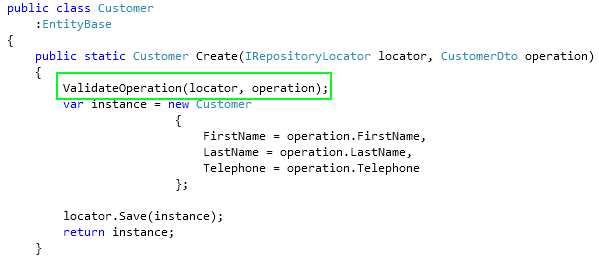 public class Customer
:EntityBase
{
public static Customer Create(IRepositoryLocator locator, CustomerDto operation)
{
ValidateOperation(locator, operation);
var instance = new Customer
{
FirstName = operation.FirstName,
LastName = operation.LastName,
Telephone = operation.Telephone
};
locator.Save(instance);
return instance;
}